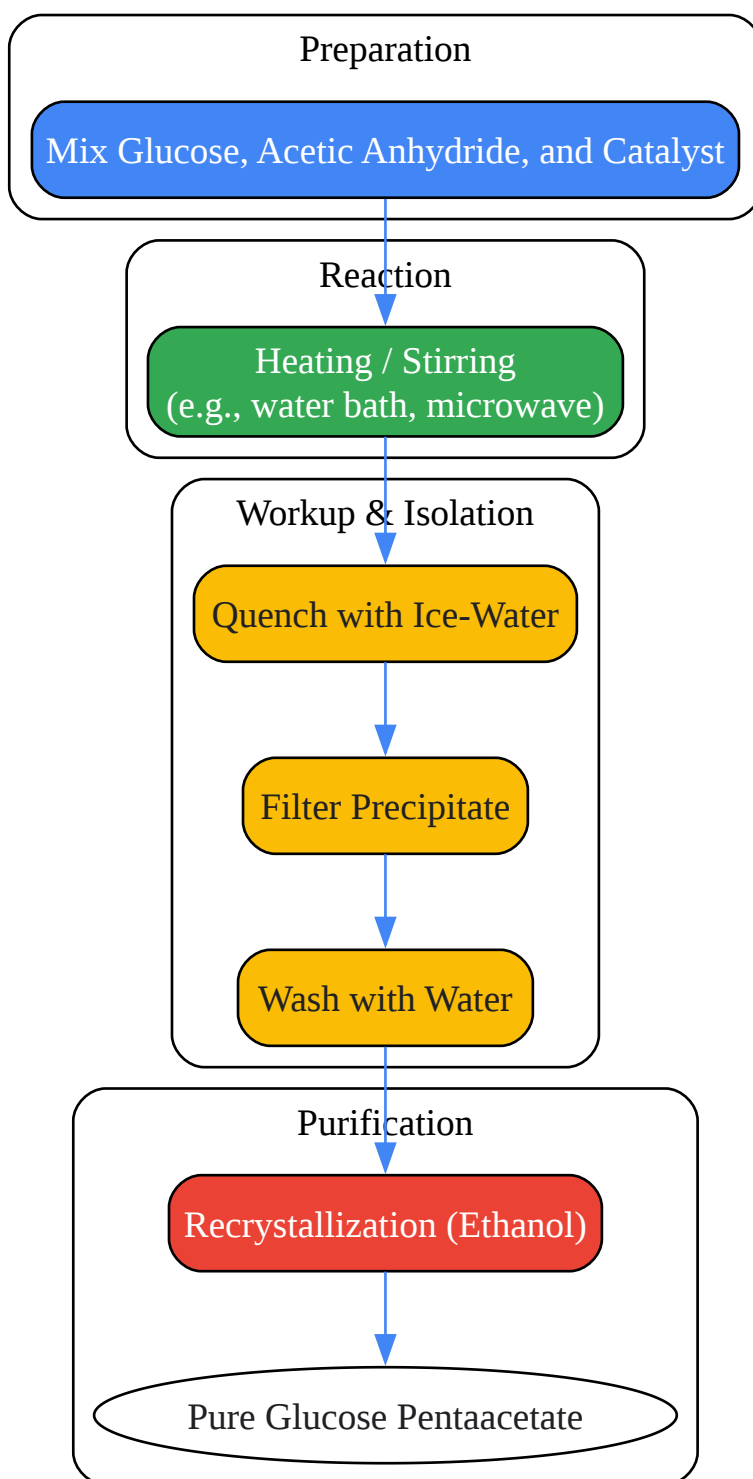 Preparation
Mix Glucose, Acetic Anhydride, and Catalyst
Reaction
Heating / Stirring
(e.g., water bath, microwave)
Workup & Isolation
Quench with Ice-Water
Filter Precipitate
Wash with Water
Purification
Recrystallization (Ethanol)
Pure Glucose Pentaacetate